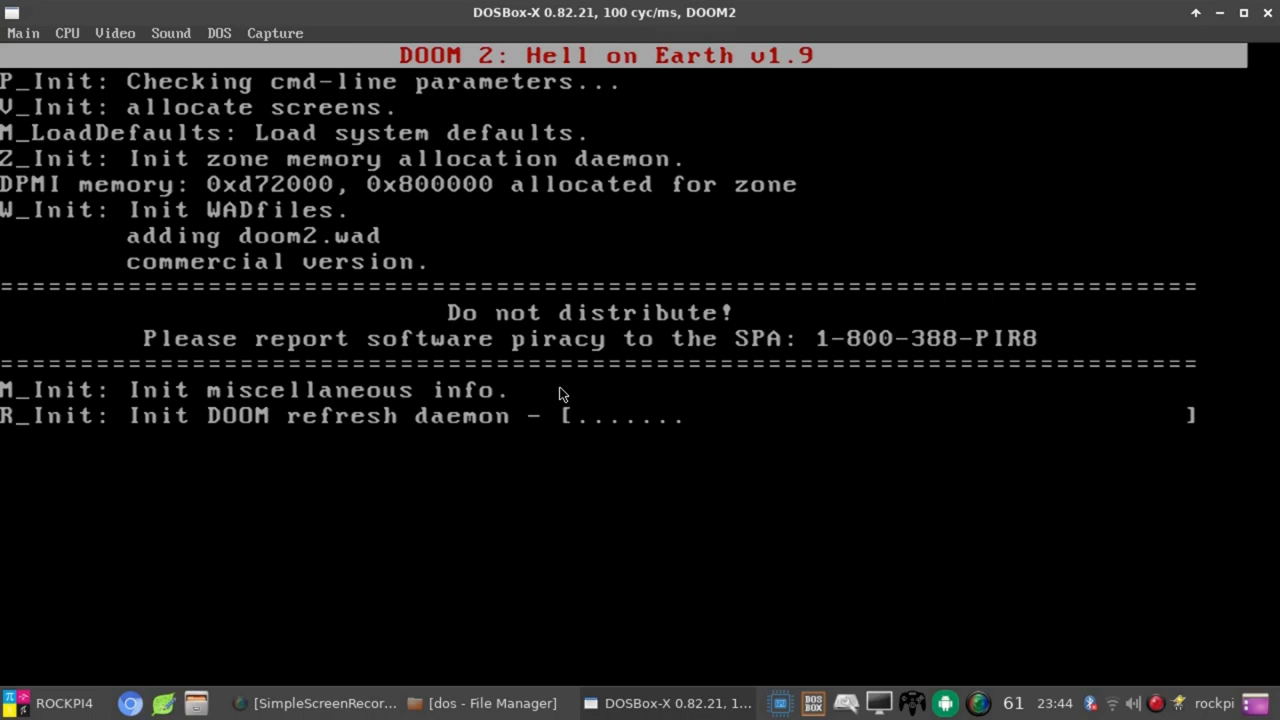 DOSBox-X 0.82.21, 100 cyc/ms, DOOM2
Main CPU Video Sound DOS Capture
DOOM 2: Hell on Earth v1.9
P_Init: Checking cmd-line parameters...
V_Init: allocate screens.
M_LoadDefaults: Load system defaults.
Z_Init: Init zone memory allocation daemon.
DPMI memory: 0xd72000, 0x800000 allocated for zone
W_Init: Init WADfiles.
adding doom2.wad
commercial version.
===========================================================================
Do not distribute!
Please report software piracy to the SPA: 1-800-388-PIR8
===========================================================================
M_Init: Init miscellaneous info.
R_Init: Init DOOM refresh daemon - [....... ]
ROCKPI4 [SimpleScreenRecor... [dos - File Manager] DOSBox-X 0.82.21, 1... DOS BOX 61 23:44 rockpi